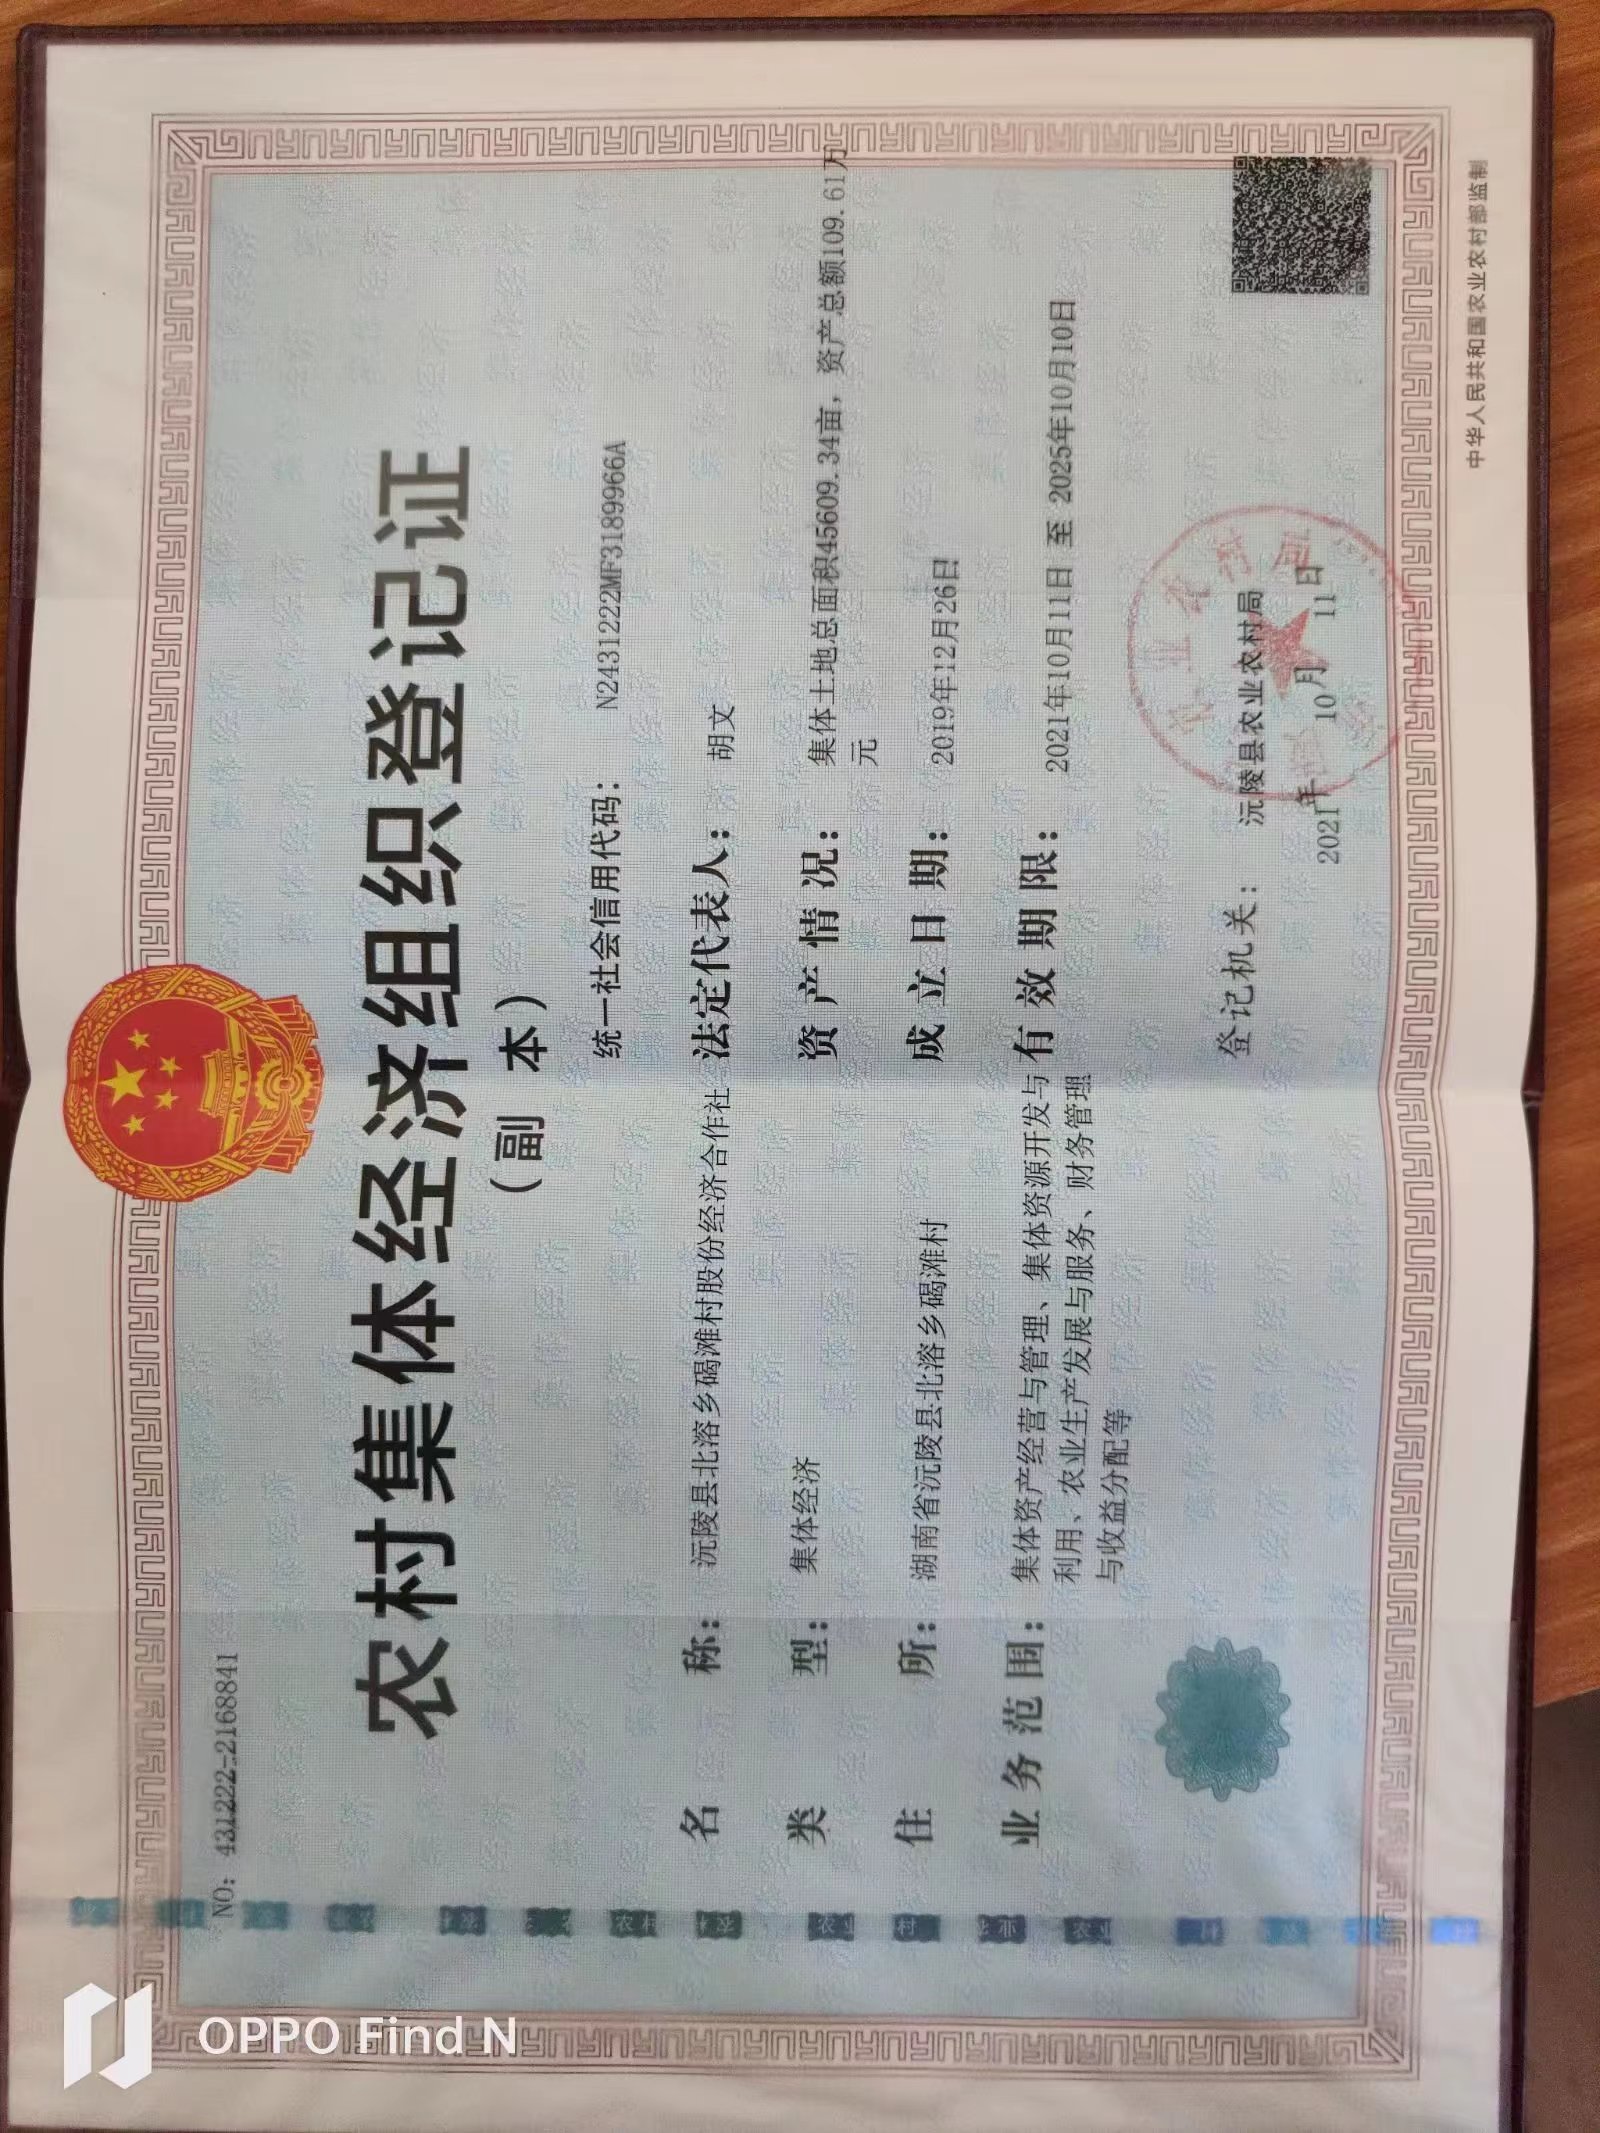 NO: 431222-2168841
农村集体经济组织登记证
（副 本）
统一社会信用代码： N2431222MF3189966A
名 称： 沅陵县北溶乡碣滩村股份经济合作社
类 型： 集体经济
住 所： 湖南省沅陵县北溶乡碣滩村
业务范围： 集体资产经营与管理、集体资源开发与
利用、农业生产发展与服务、财务管理
与收益分配等
法定代表人： 胡文
资产情况： 集体土地总面积45609.34亩，资产总额109.61万
元
成立日期： 2019年12月26日
有效期限： 2021年10月11日 至 2025年10月10日
登记机关： 沅陵县农业农村局
2021年 10月 11日
中华人民共和国农业农村部监制
OPPO Find N